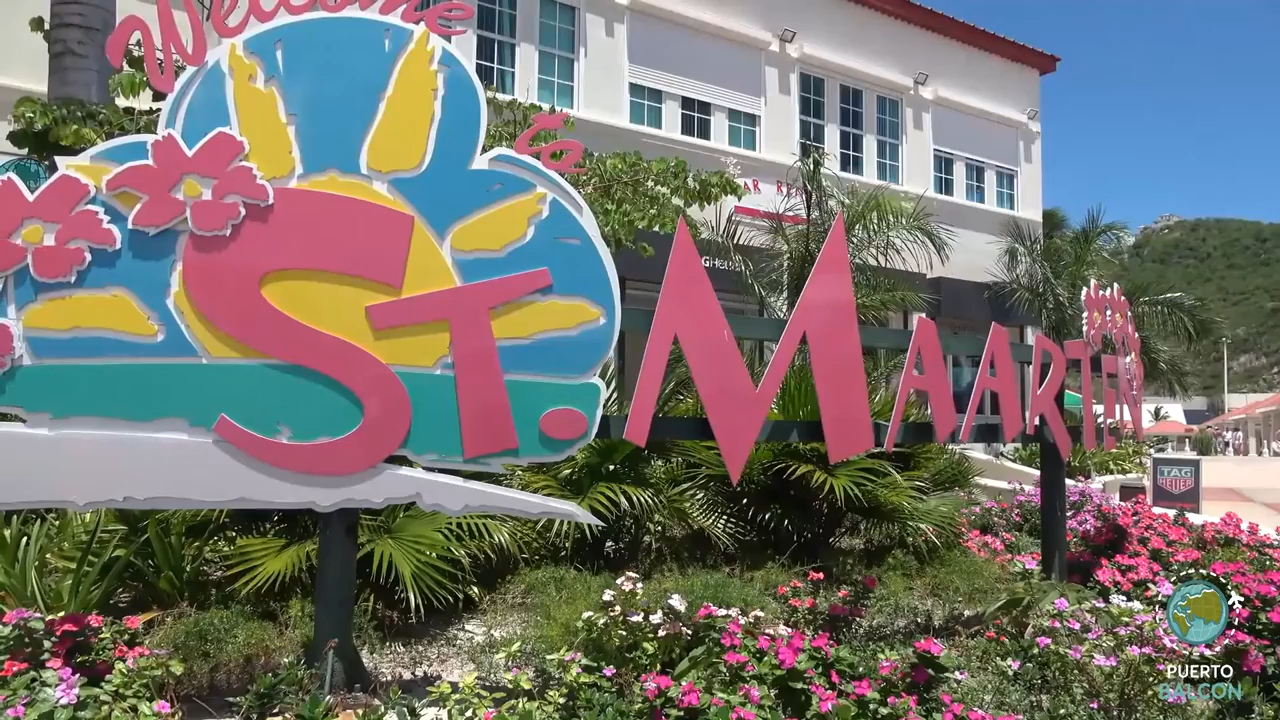 Welcome
to
ST. MAARTEN
TAG
HEUER
PUERTO
BALCON